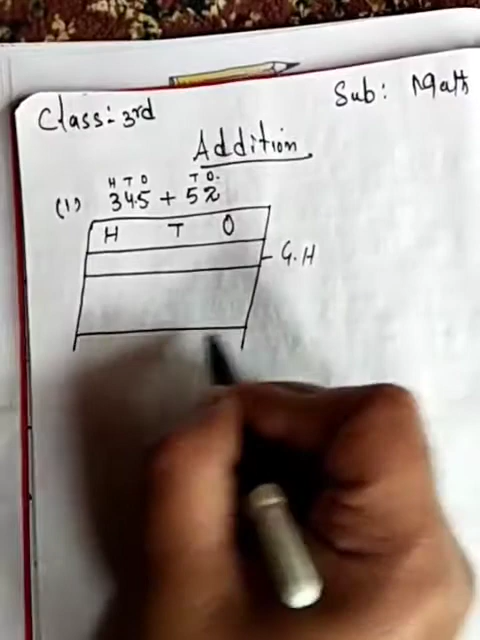 Class:- 3rd
Sub: Math
Addition.
H T O T O.
(1) 345 + 52
H T O
G.H